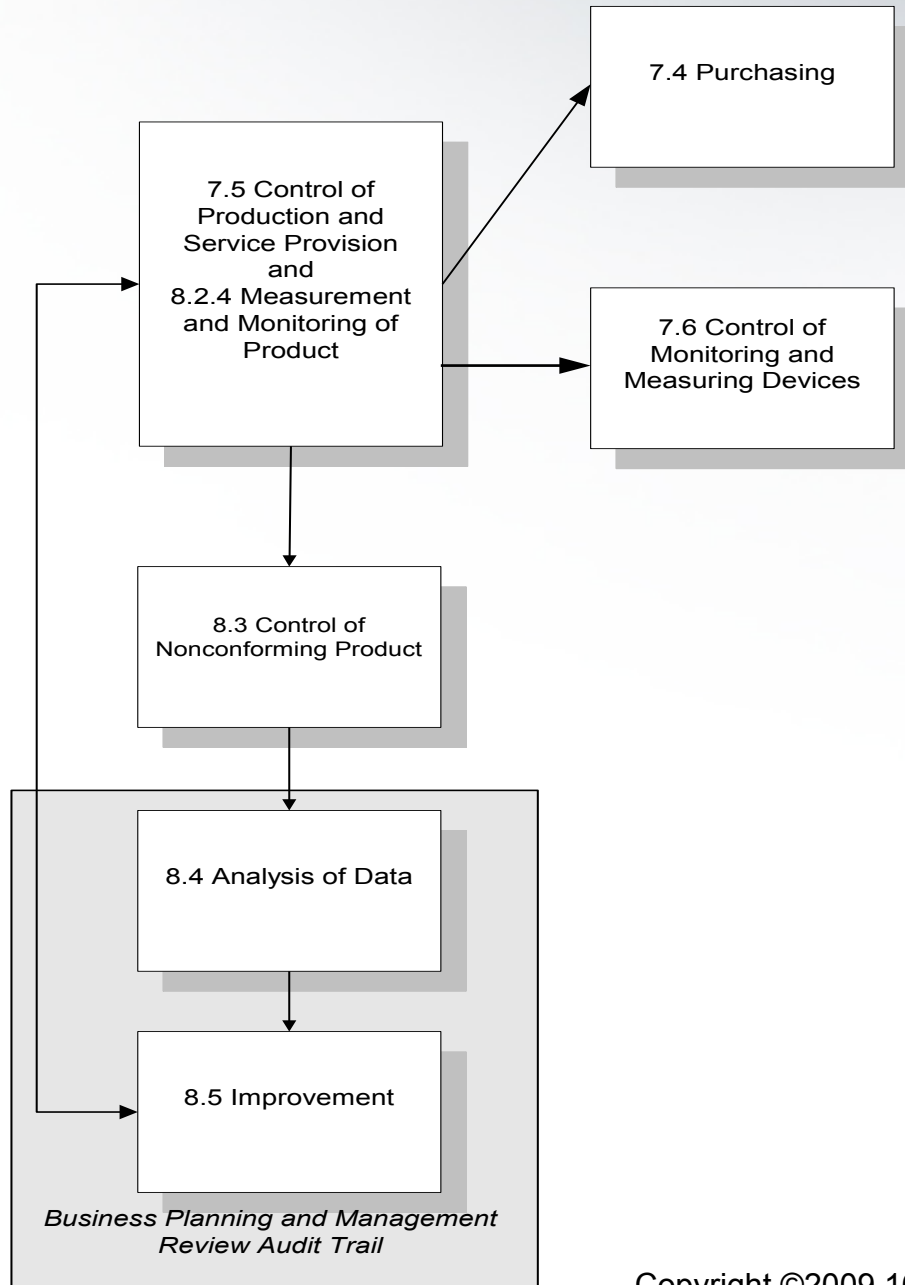 7.4 Purchasing
7.5 Control of
Production and
Service Provision
and
8.2.4 Measurement
and Monitoring of
Product
7.6 Control of
Monitoring and
Measuring Devices
8.3 Control of
Nonconforming Product
8.4 Analysis of Data
8.5 Improvement
Business Planning and Management
Review Audit Trail
Copyright ©2009